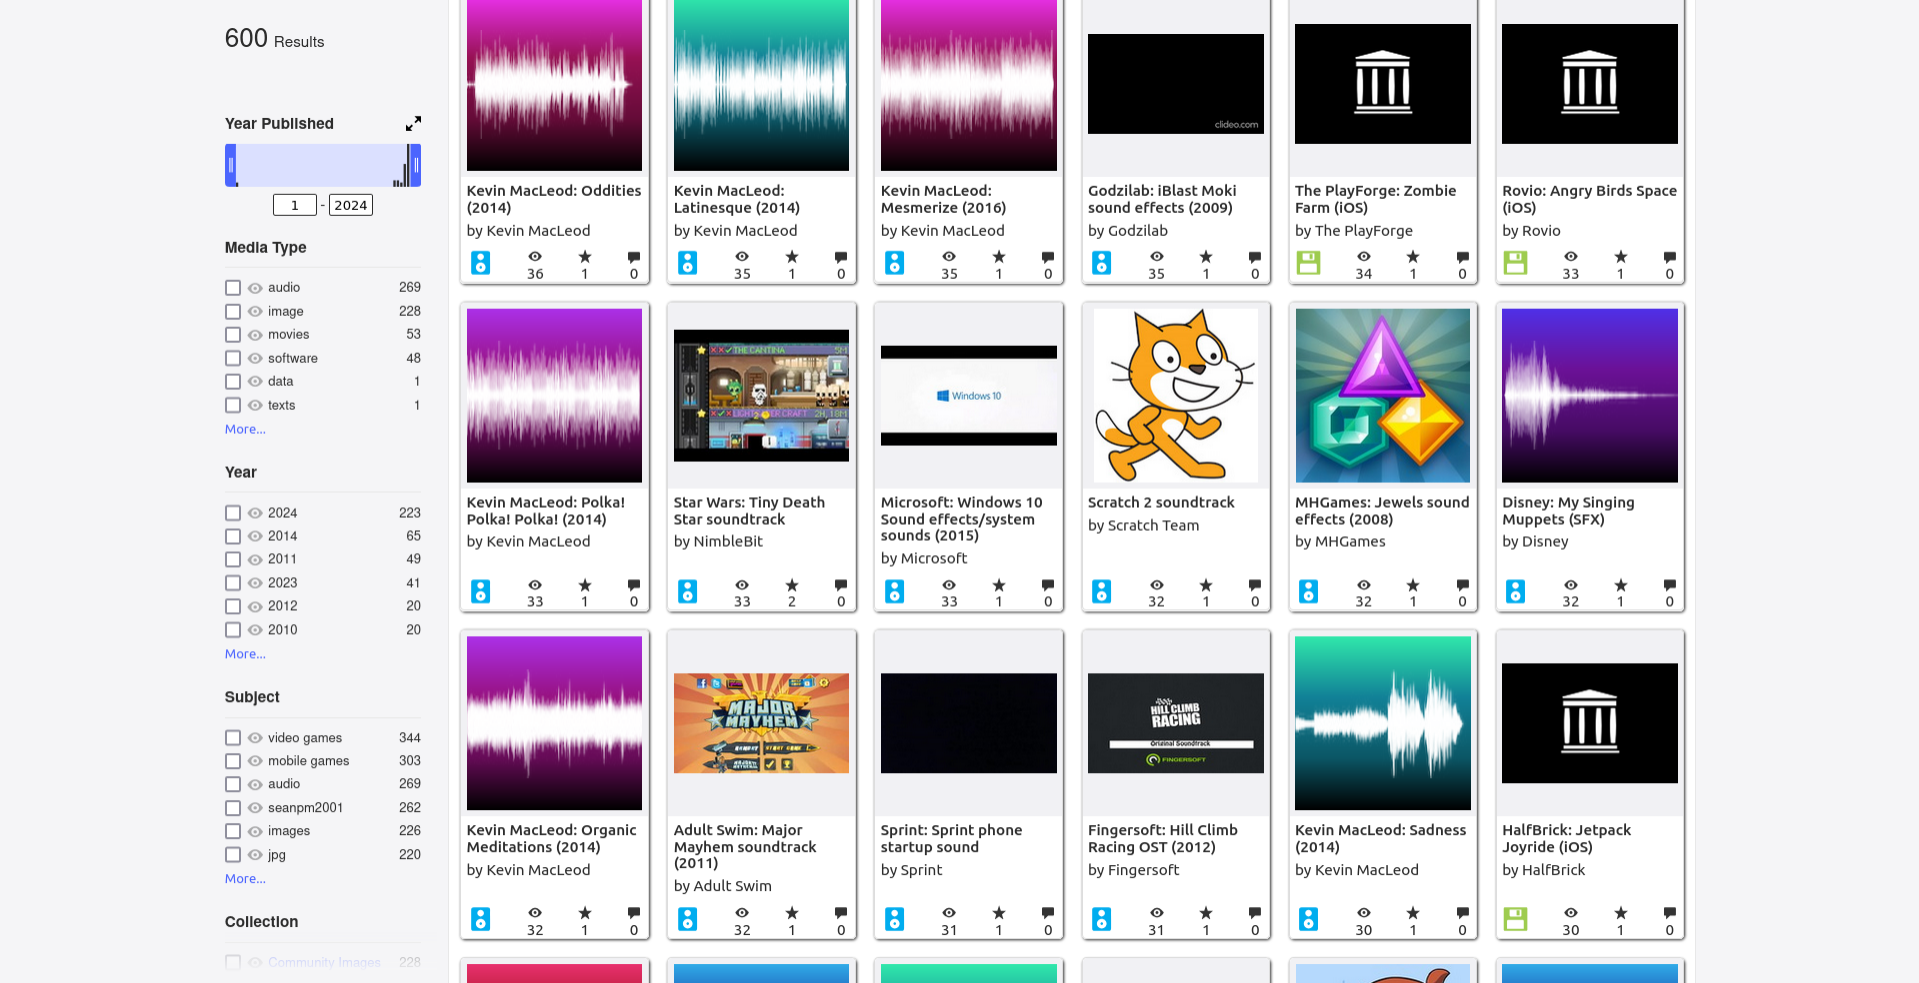 600 Results
Year Published
1 - 2024
Media Type
audio 269
image 228
movies 53
software 48
data 1
texts 1
More...
Year
2024 223
2014 65
2011 49
2023 41
2012 20
2010 20
More...
Subject
video games 344
mobile games 303
audio 269
seanpm2001 262
images 226
jpg 220
More...
Collection
Community Images 228
Kevin MacLeod: Oddities
(2014)
by Kevin MacLeod
36 1 0
Kevin MacLeod:
Latinesque (2014)
by Kevin MacLeod
35 1 0
Kevin MacLeod:
Mesmerize (2016)
by Kevin MacLeod
35 1 0
clideo.com
Godzilab: iBlast Moki
sound effects (2009)
by Godzilab
35 1 0
The PlayForge: Zombie
Farm (iOS)
by The PlayForge
34 1 0
Rovio: Angry Birds Space
(iOS)
by Rovio
33 1 0
Kevin MacLeod: Polka!
Polka! Polka! (2014)
by Kevin MacLeod
33 1 0
THE CANTINA 5M
2H, 18M
Star Wars: Tiny Death
Star soundtrack
by NimbleBit
33 2 0
Windows 10
Microsoft: Windows 10
Sound effects/system
sounds (2015)
by Microsoft
33 1 0
Scratch 2 soundtrack
by Scratch Team
32 1 0
MHGames: Jewels sound
effects (2008)
by MHGames
32 1 0
Disney: My Singing
Muppets (SFX)
by Disney
32 1 0
Kevin MacLeod: Organic
Meditations (2014)
by Kevin MacLeod
32 1 0
MAJOR
MAYHEM
Adult Swim: Major
Mayhem soundtrack
(2011)
by Adult Swim
32 1 0
Sprint: Sprint phone
startup sound
by Sprint
31 1 0
HILL CLIMB
RACING
Original Soundtrack
FINGERSOFT
Fingersoft: Hill Climb
Racing OST (2012)
by Fingersoft
31 1 0
Kevin MacLeod: Sadness
(2014)
by Kevin MacLeod
30 1 0
HalfBrick: Jetpack
Joyride (iOS)
by HalfBrick
30 1 0